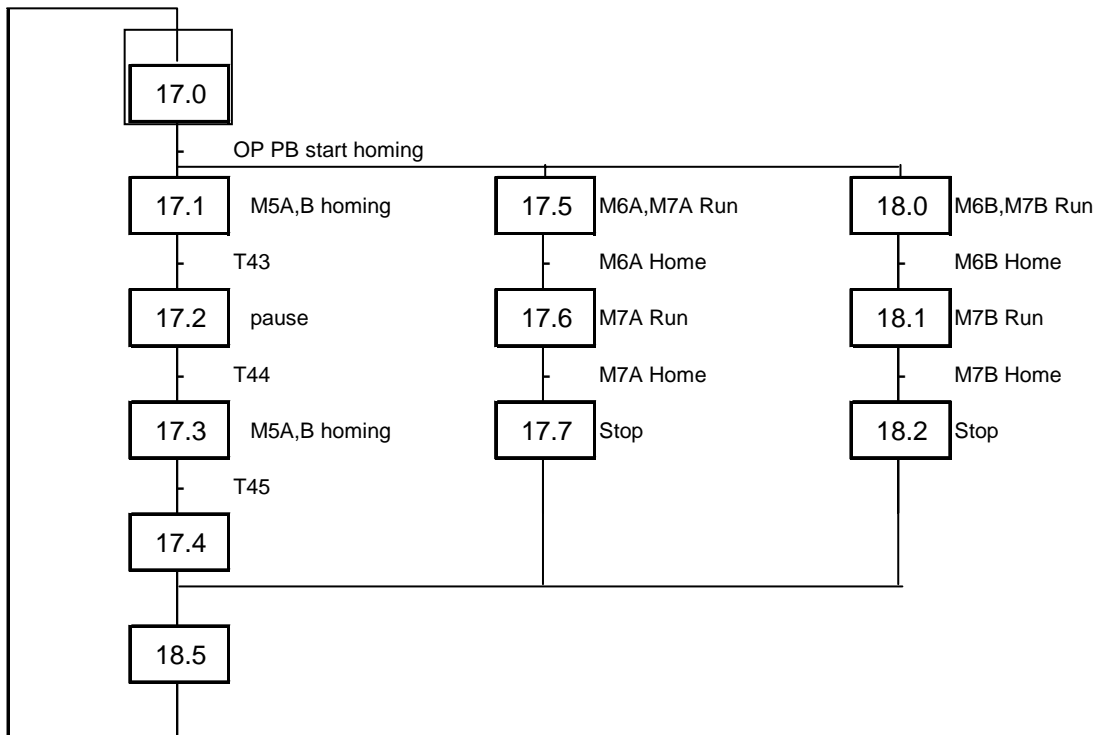 17.0
OP PB start homing
17.1 M5A,B homing 17.5 M6A,M7A Run 18.0 M6B,M7B Run
T43 M6A Home M6B Home
17.2 pause 17.6 M7A Run 18.1 M7B Run
T44 M7A Home M7B Home
17.3 M5A,B homing 17.7 Stop 18.2 Stop
T45
17.4
18.5